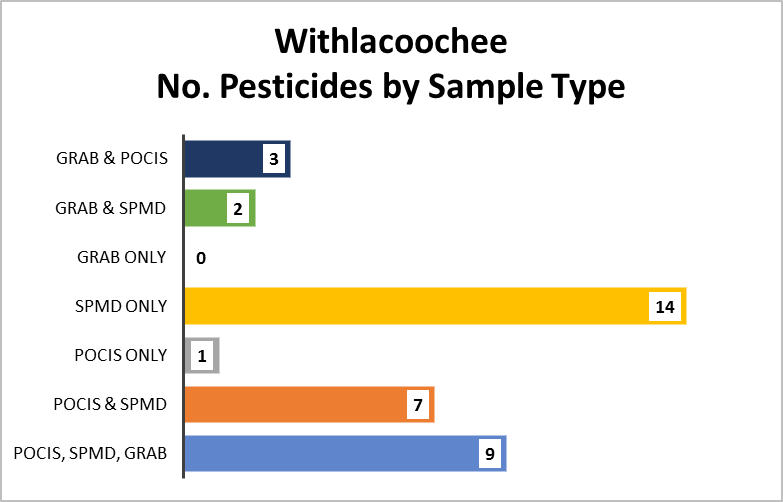 Withlacoochee
No. Pesticides by Sample Type
GRAB & POCIS 3
GRAB & SPMD 2
GRAB ONLY 0
SPMD ONLY 14
POCIS ONLY 1
POCIS & SPMD 7
POCIS, SPMD, GRAB 9